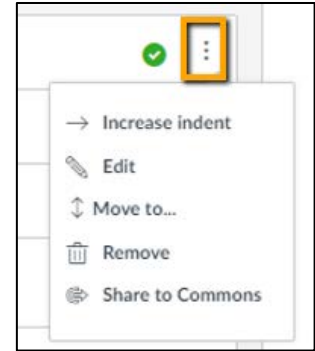 Increase indent
Edit
Move to...
Remove
Share to Commons